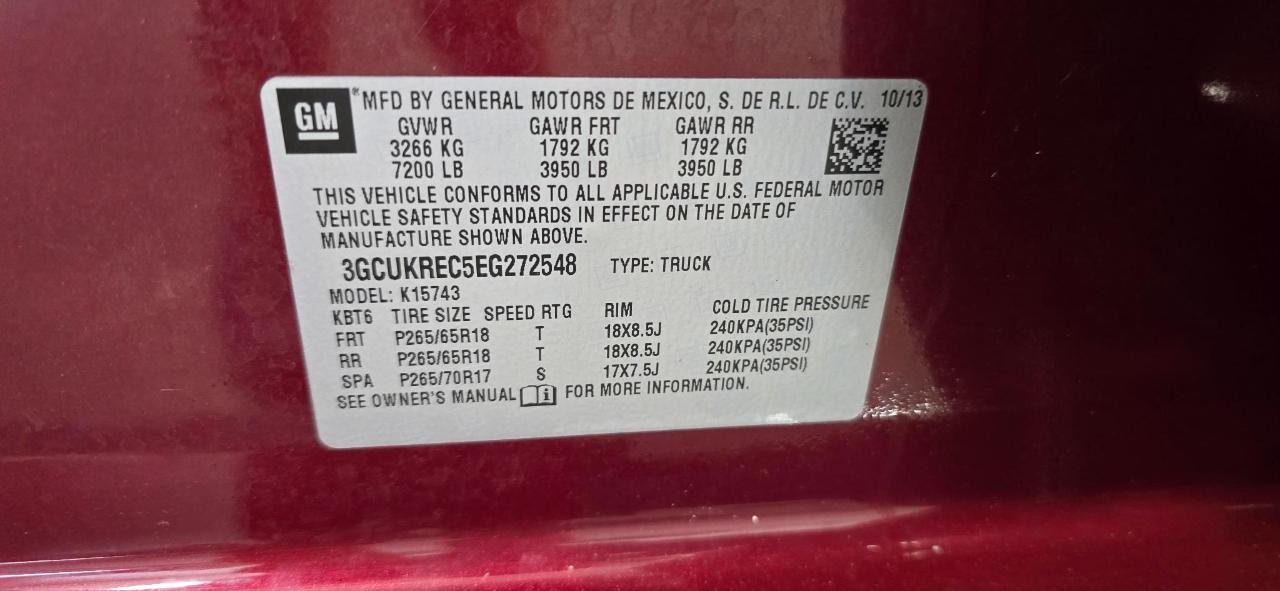 GM ® MFD BY GENERAL MOTORS DE MEXICO, S. DE R.L. DE C.V. 10/13
GVWR GAWR FRT GAWR RR
3266 KG 1792 KG 1792 KG
7200 LB 3950 LB 3950 LB
THIS VEHICLE CONFORMS TO ALL APPLICABLE U.S. FEDERAL MOTOR
VEHICLE SAFETY STANDARDS IN EFFECT ON THE DATE OF
MANUFACTURE SHOWN ABOVE.
3GCUKREC5EG272548 TYPE: TRUCK
MODEL: K15743
KBT6 TIRE SIZE SPEED RTG RIM COLD TIRE PRESSURE
FRT P265/65R18 T 18X8.5J 240KPA(35PSI)
RR P265/65R18 T 18X8.5J 240KPA(35PSI)
SPA P265/70R17 S 17X7.5J 240KPA(35PSI)
SEE OWNER'S MANUAL i FOR MORE INFORMATION.